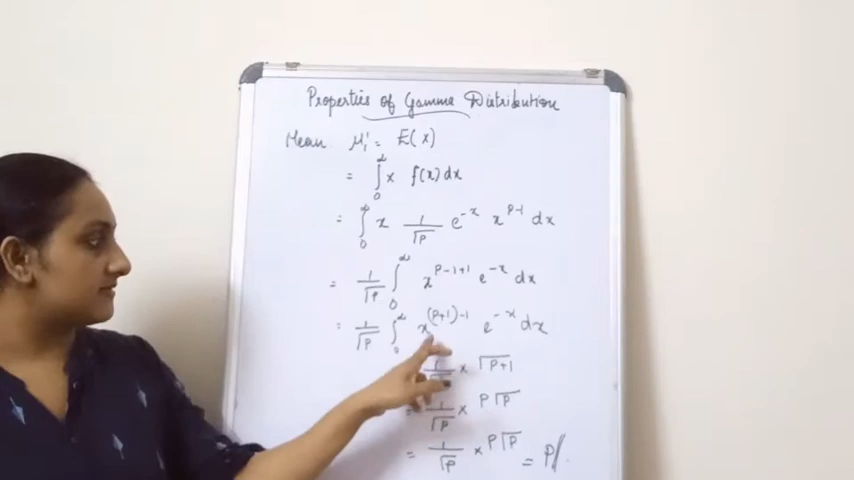 Properties of Gamma Distribution
Mean μ₁' = E(x)
= ∫₀^∞ x f(x) dx
= ∫₀^∞ x 1/√P e^-x x^P-1 dx
= 1/√P ∫₀^∞ x^P-1+1 e^-x dx
= 1/√P ∫₀^∞ x^(P+1)-1 e^-x dx
1/√P × √P+1
= 1/√P × P√P
= 1/√P × P√P = P//.